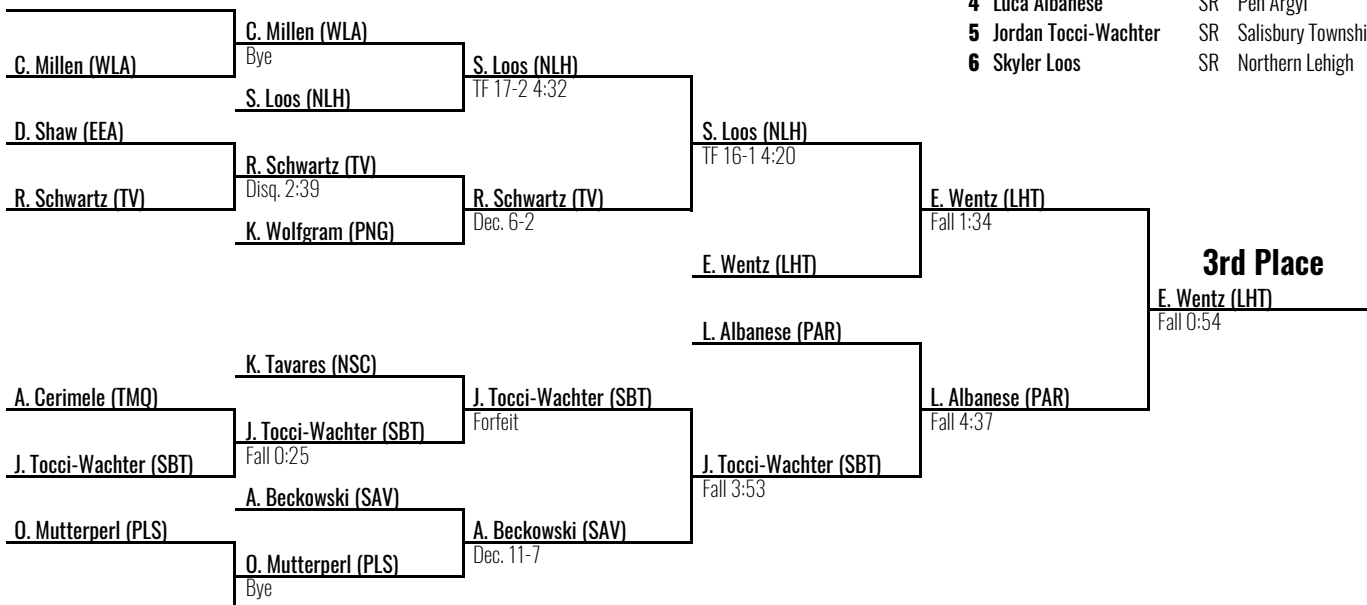 4 Luca Albanese SR Pen Argyl
5 Jordan Tocci-Wachter SR Salisbury Townshi
6 Skyler Loos SR Northern Lehigh
C. Millen (WLA)
C. Millen (WLA)
Bye
S. Loos (NLH)
S. Loos (NLH)
TF 17-2 4:32
D. Shaw (EEA)
R. Schwartz (TV)
R. Schwartz (TV)
Disq. 2:39
K. Wolfgram (PNG)
R. Schwartz (TV)
Dec. 6-2
S. Loos (NLH)
TF 16-1 4:20
E. Wentz (LHT)
E. Wentz (LHT)
Fall 1:34
3rd Place
E. Wentz (LHT)
Fall 0:54
L. Albanese (PAR)
L. Albanese (PAR)
Fall 4:37
K. Tavares (NSC)
A. Cerimele (TMQ)
J. Tocci-Wachter (SBT)
J. Tocci-Wachter (SBT)
Fall 0:25
J. Tocci-Wachter (SBT)
Forfeit
J. Tocci-Wachter (SBT)
Fall 3:53
A. Beckowski (SAV)
O. Mutterperl (PLS)
O. Mutterperl (PLS)
Bye
A. Beckowski (SAV)
Dec. 11-7